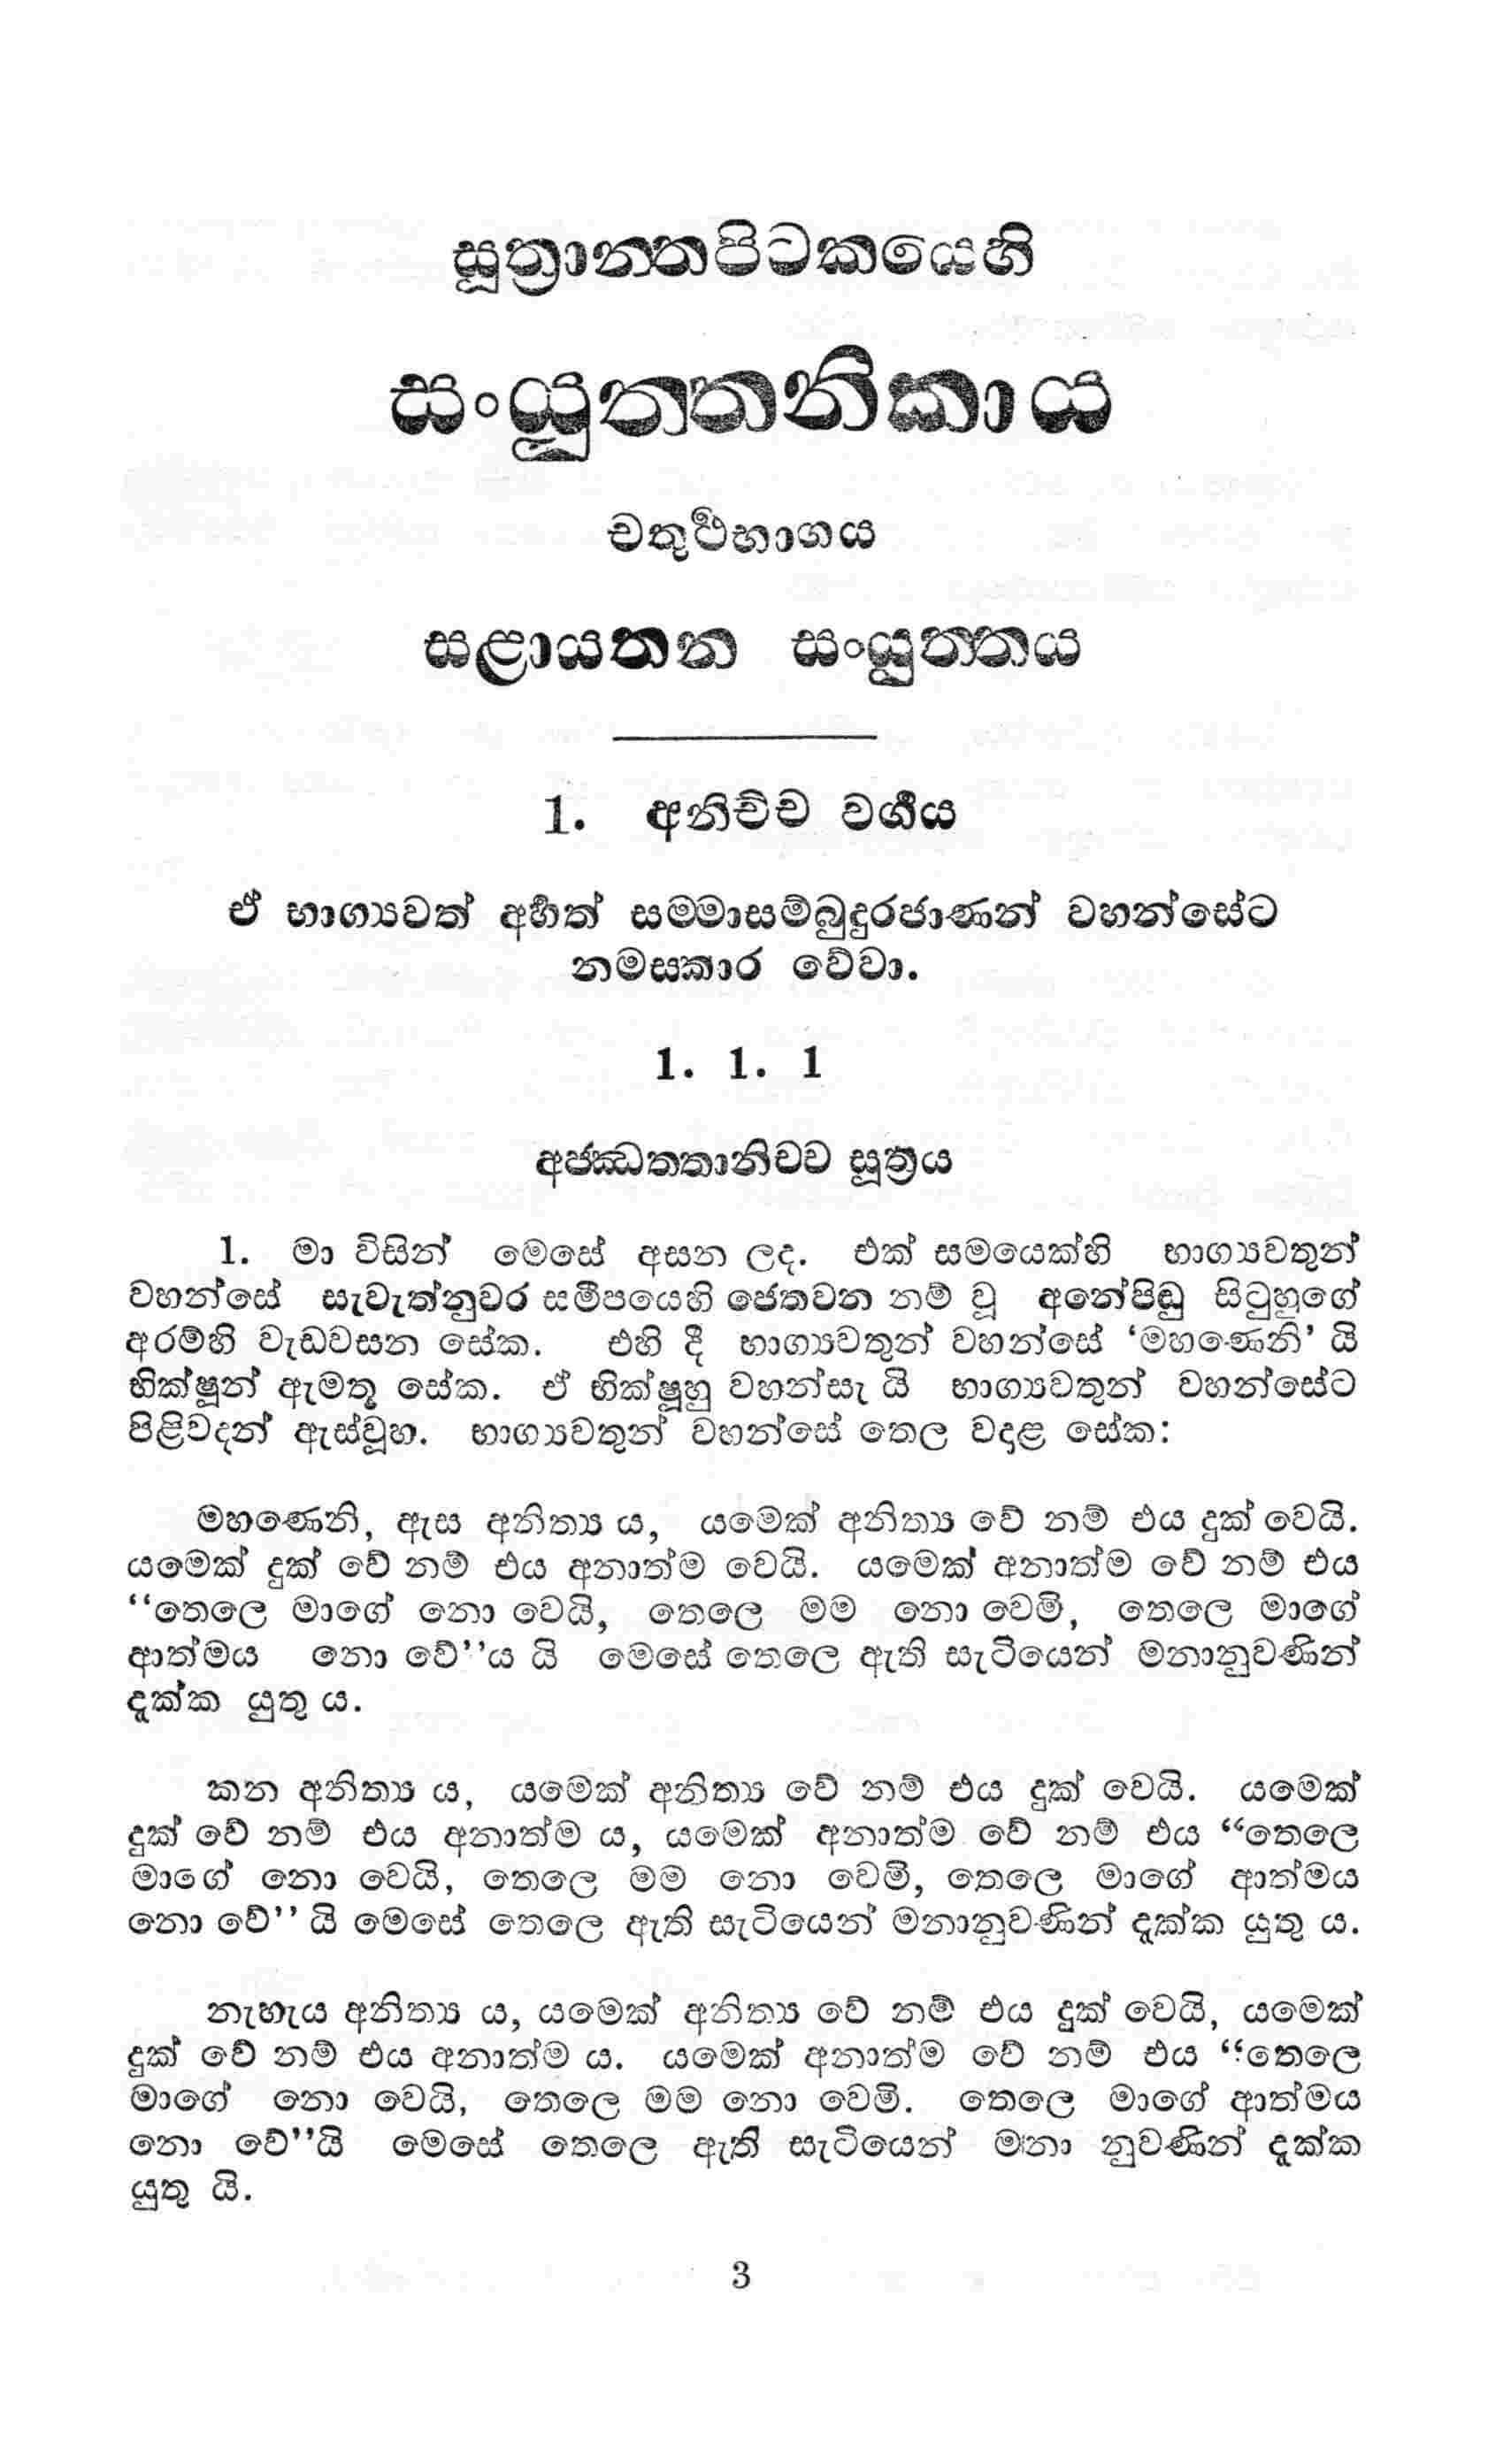 සූත්‍රාන්තපිටකයෙහි
සංයුත්තනිකාය
චතුර්ථභාගය
සළායතන සංයුත්තය
1. අනිච්ච වර්ගය
ඒ භාග්‍යවත් අර්හත් සම්මාසම්බුදුරජාණන් වහන්සේට
නමස්කාර වේවා.
1. 1. 1
අජ්ඣත්තානිච්ච සූත්‍රය
1. මා විසින් මෙසේ අසන ලද. එක් සමයෙක්හි භාග්‍යවතුන්
වහන්සේ සැවැත්නුවර සමීපයෙහි ජෙතවන නම් වූ අනේපිඬු සිටුහුගේ
අරම්හි වැඩවසන සේක. එහි දී භාග්‍යවතුන් වහන්සේ ‘මහණෙනි’ යි
භික්ෂූන් ඇමතූ සේක. ඒ භික්ෂූහු වහන්සැ යි භාග්‍යවතුන් වහන්සේට
පිළිවදන් ඇස්වූහ. භාග්‍යවතුන් වහන්සේ තෙල වදාළ සේක:
මහණෙනි, ඇස අනිත්‍ය ය, යමෙක් අනිත්‍ය වේ නම් එය දුක් වෙයි.
යමෙක් දුක් වේ නම් එය අනාත්ම වෙයි. යමෙක් අනාත්ම වේ නම් එය
“තෙලෙ මාගේ නො වෙයි, තෙලෙ මම නො වෙමි, තෙලෙ මාගේ
ආත්මය නො වේ”ය යි මෙසේ තෙලෙ ඇති සැටියෙන් මනානුවණින්
දැක්ක යුතු ය.
කන අනිත්‍ය ය, යමෙක් අනිත්‍ය වේ නම් එය දුක් වෙයි. යමෙක්
දුක් වේ නම් එය අනාත්ම ය, යමෙක් අනාත්ම වේ නම් එය “තෙලෙ
මාගේ නො වෙයි, තෙලෙ මම නො වෙමි, තෙලෙ මාගේ ආත්මය
නො වේ” යි මෙසේ තෙලෙ ඇති සැටියෙන් මනානුවණින් දැක්ක යුතු ය.
නැහැය අනිත්‍ය ය, යමෙක් අනිත්‍ය වේ නම් එය දුක් වෙයි, යමෙක්
දුක් වේ නම් එය අනාත්ම ය. යමෙක් අනාත්ම වේ නම් එය “තෙලෙ
මාගේ නො වෙයි, තෙලෙ මම නො වෙමි. තෙලෙ මාගේ ආත්මය
නො වේ”යි මෙසේ තෙලෙ ඇති සැටියෙන් මනා නුවණින් දැක්ක
යුතු යි.
3